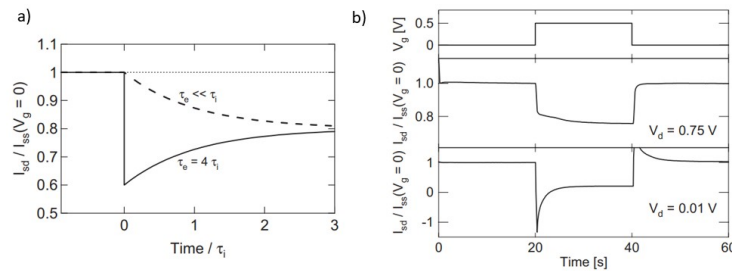 a)
1.1
1
0.9
0.8
0.7
0.6
0.5
I_sd / I_ss(V_g = 0)
τ_e << τ_i
τ_e = 4 τ_i
0
1
2
3
Time / τ_i
b)
V_g [V]
0.5
0.0
I_sd / I_ss(V_g = 0)
1.0
0.8
V_d = 0.75 V
I_sd / I_ss(V_g = 0)
1
0
-1
V_d = 0.01 V
0
20
40
60
Time [s]